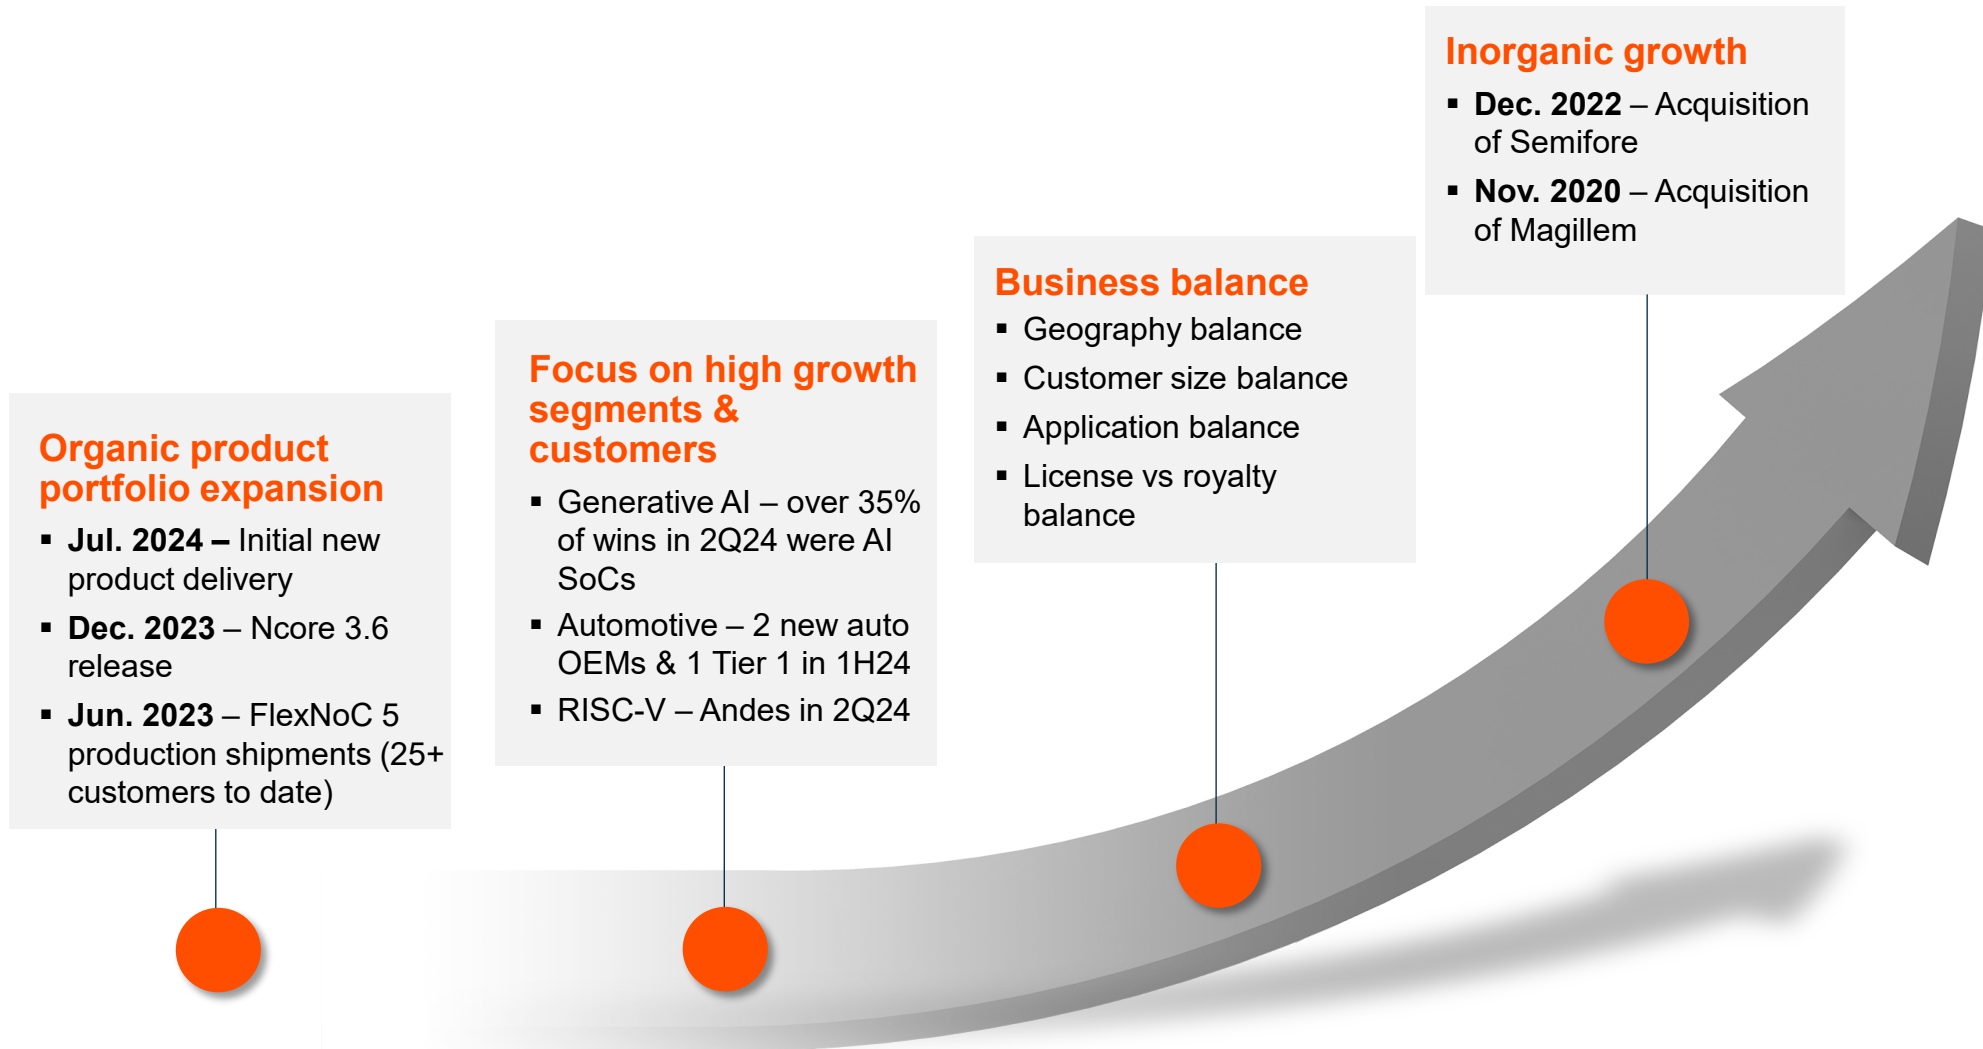 Organic product
portfolio expansion
▪ Jul. 2024 – Initial new
product delivery
▪ Dec. 2023 – Ncore 3.6
release
▪ Jun. 2023 – FlexNoC 5
production shipments (25+
customers to date)
Focus on high growth
segments &
customers
▪ Generative AI – over 35%
of wins in 2Q24 were AI
SoCs
▪ Automotive – 2 new auto
OEMs & 1 Tier 1 in 1H24
▪ RISC-V – Andes in 2Q24
Business balance
▪ Geography balance
▪ Customer size balance
▪ Application balance
▪ License vs royalty
balance
Inorganic growth
▪ Dec. 2022 – Acquisition
of Semifore
▪ Nov. 2020 – Acquisition
of Magillem